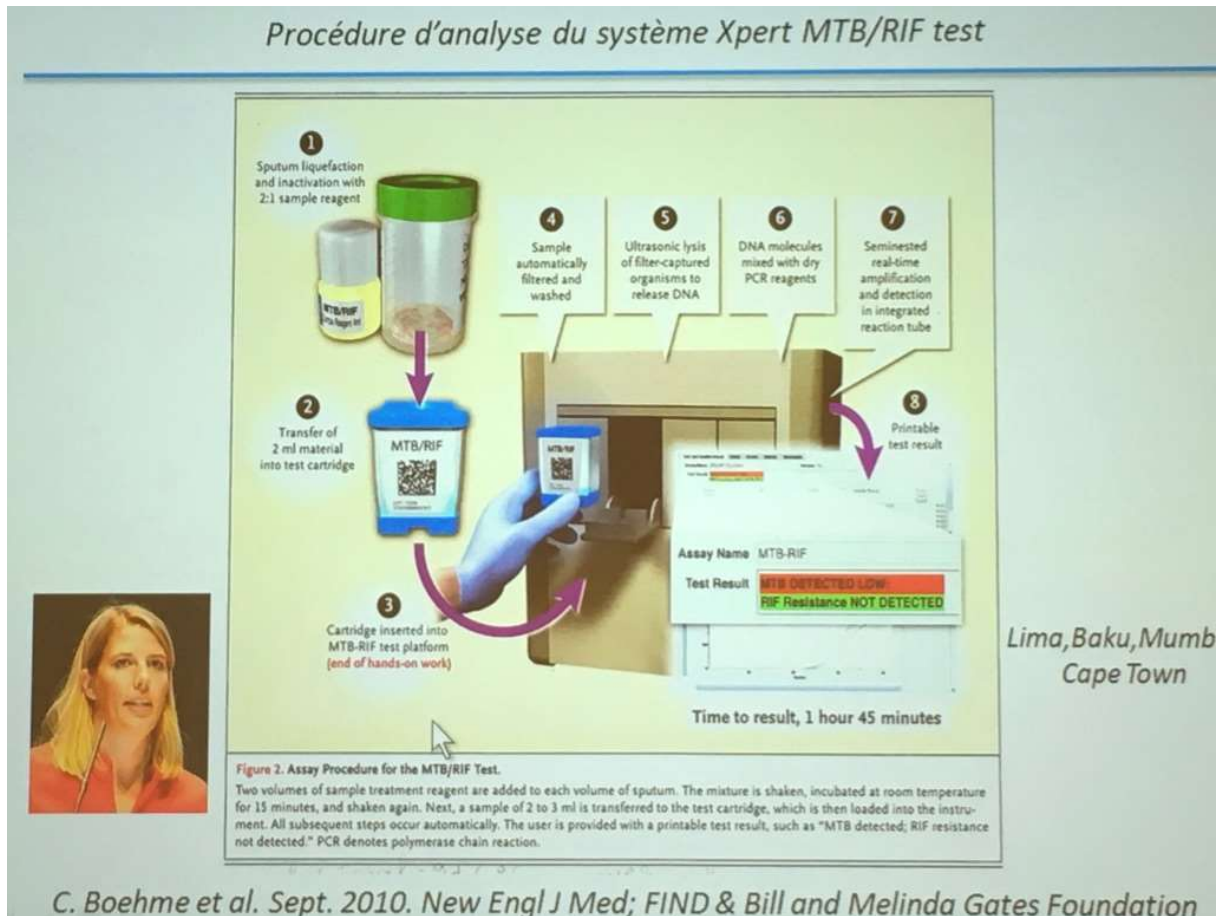 Procédure d'analyse du système Xpert MTB/RIF test
1
Sputum liquefaction
and inactivation with
2:1 sample reagent
MTB/RIF
2
Transfer of
2 ml material
into test cartridge
MTB/RIF
3
Cartridge inserted into
MTB-RIF test platform
(end of hands-on work)
4
Sample
automatically
filtered and
washed
5
Ultrasonic lysis
of filter-captured
organisms to
release DNA
6
DNA molecules
mixed with dry
PCR reagents
7
Seminested
real-time
amplification
and detection
in integrated
reaction tube
MTB/RIF
8
Printable
test result
Assay Name MTB-RIF
Test Result MTB DETECTED LOW;
RIF Resistance NOT DETECTED
Time to result, 1 hour 45 minutes
Lima,Baku,Mumb
Cape Town
Figure 2. Assay Procedure for the MTB/RIF Test.
Two volumes of sample treatment reagent are added to each volume of sputum. The mixture is shaken, incubated at room temperature
for 15 minutes, and shaken again. Next, a sample of 2 to 3 ml is transferred to the test cartridge, which is then loaded into the instru-
ment. All subsequent steps occur automatically. The user is provided with a printable test result, such as "MTB detected; RIF resistance
not detected." PCR denotes polymerase chain reaction.
C. Boehme et al. Sept. 2010. New Engl J Med; FIND & Bill and Melinda Gates Foundation